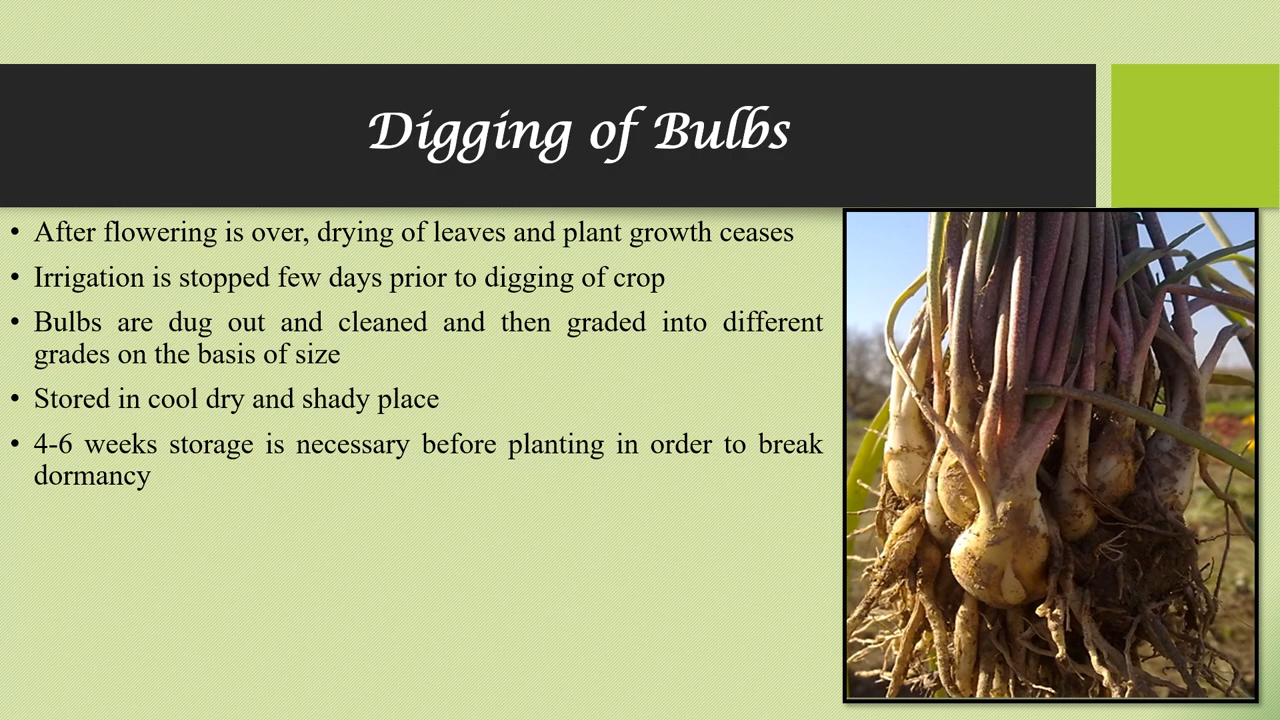 Digging of Bulbs
• After flowering is over, drying of leaves and plant growth ceases
• Irrigation is stopped few days prior to digging of crop
• Bulbs are dug out and cleaned and then graded into different
grades on the basis of size
• Stored in cool dry and shady place
• 4-6 weeks storage is necessary before planting in order to break
dormancy